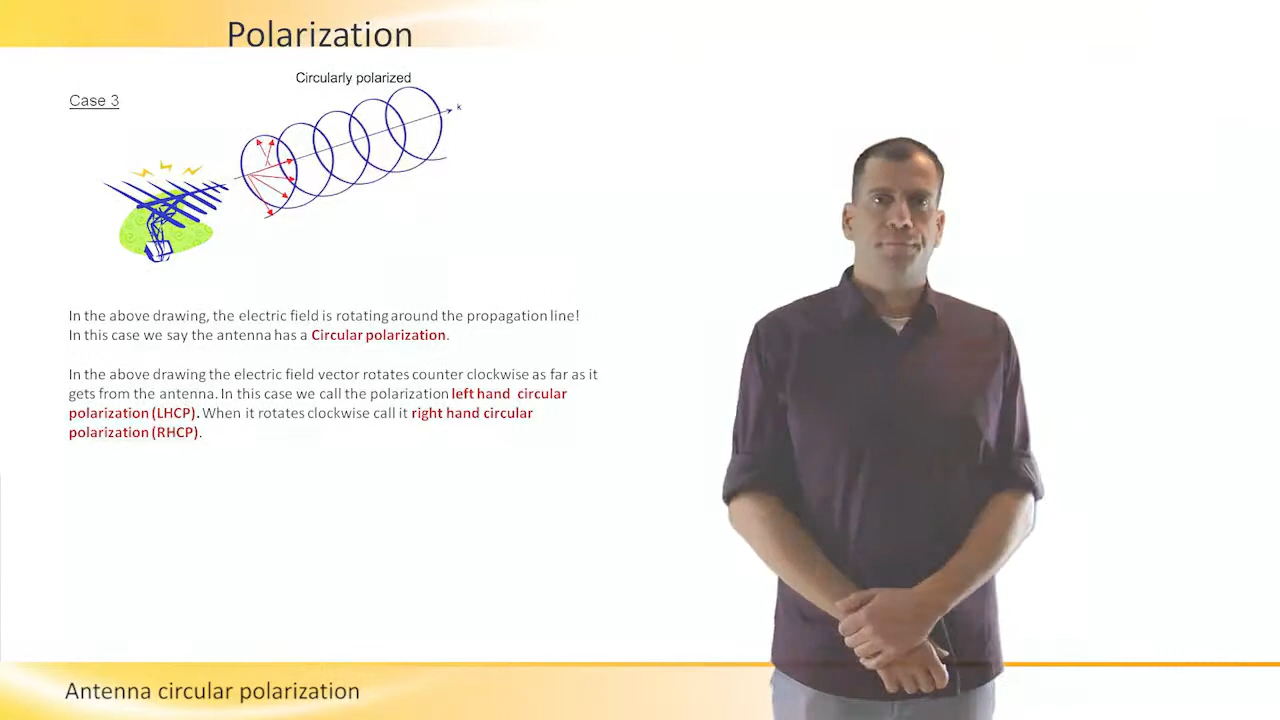 Polarization
Circularly polarized
Case 3
k
In the above drawing, the electric field is rotating around the propagation line!
In this case we say the antenna has a Circular polarization.
In the above drawing the electric field vector rotates counter clockwise as far as it
gets from the antenna. In this case we call the polarization left hand circular
polarization (LHCP). When it rotates clockwise call it right hand circular
polarization (RHCP).
Antenna circular polarization